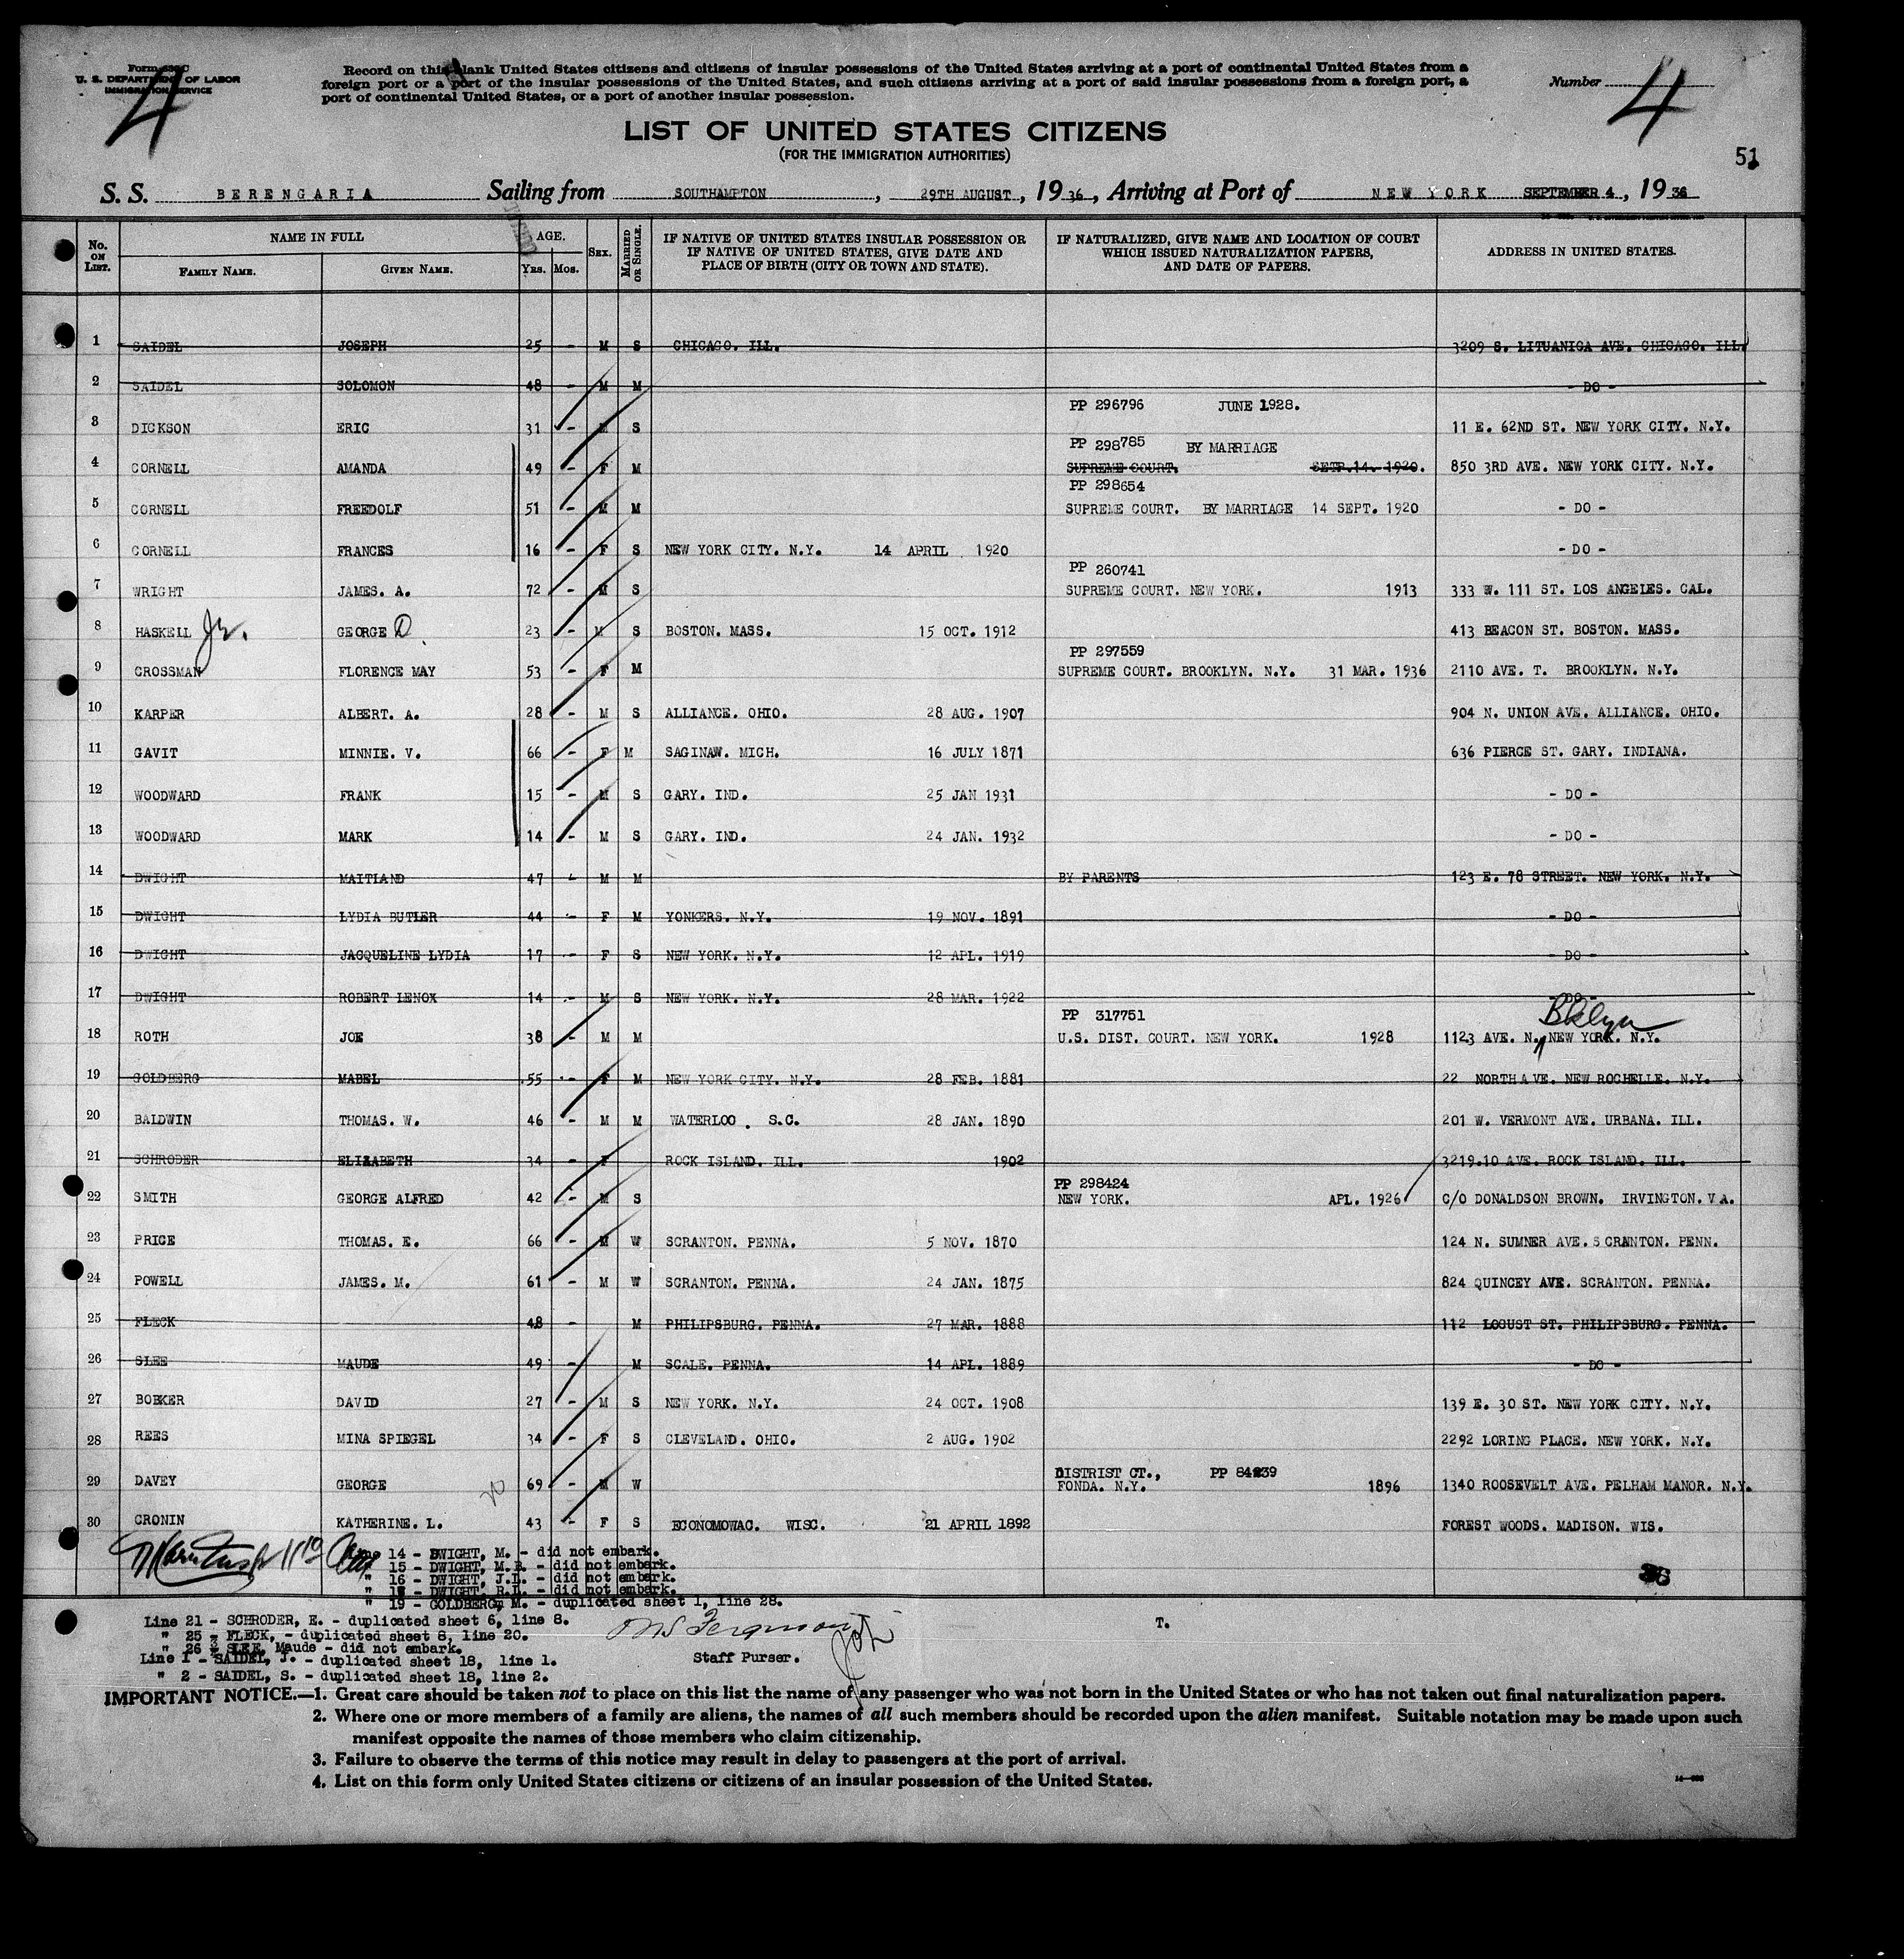 Form 630 C
U. S. DEPARTMENT OF LABOR
IMMIGRATION SERVICE
4
Record on this blank United States citizens and citizens of insular possessions of the United States arriving at a port of continental United States from a
foreign port or a port of the insular possessions of the United States, and such citizens arriving at a port of said insular possessions from a foreign port, a
port of continental United States, or a port of another insular possession.
Number 4
LIST OF UNITED STATES CITIZENS
(FOR THE IMMIGRATION AUTHORITIES)
51
S. S. BERENGARIA Sailing from SOUTHAMPTON, 29TH AUGUST, 1936, Arriving at Port of NEW YORK SEPTEMBER 4, 1936
No. ON LIST. NAME IN FULL FAMILY NAME. GIVEN NAME. AGE. YRS. MOS. SEX. MARRIED OR SINGLE. IF NATIVE OF UNITED STATES INSULAR POSSESSION OR IF NATIVE OF UNITED STATES, GIVE DATE AND PLACE OF BIRTH (CITY OR TOWN AND STATE). IF NATURALIZED, GIVE NAME AND LOCATION OF COURT WHICH ISSUED NATURALIZATION PAPERS, AND DATE OF PAPERS. ADDRESS IN UNITED STATES.
1 SAIDEL JOSEPH 25 - M S CHICAGO. ILL. 3209 S. LITUANICA AVE. CHICAGO. ILL.
2 SAIDEL SOLOMON 48 - M M - DO -
PP 296796 JUNE 1928.
3 DICKSON ERIC 31 - M S 11 E. 62ND ST. NEW YORK CITY. N.Y.
PP 298785 BY MARRIAGE
4 CORNELL AMANDA 49 - F M SUPREME COURT. SETP.14. 1920. 850 3RD AVE. NEW YORK CITY. N.Y.
PP 298654
5 CORNELL FREEDOLF 51 - M M SUPREME COURT. BY MARRIAGE 14 SEPT. 1920 - DO -
6 CORNELL FRANCES 16 - F S NEW YORK CITY. N.Y. 14 APRIL 1920 - DO -
PP 260741
7 WRIGHT JAMES. A. 72 - M S SUPREME COURT. NEW YORK. 1913 333 W. 111 ST. LOS ANGELES. CAL.
8 HASKELL Jr. GEORGE D. 23 - M S BOSTON. MASS. 15 OCT. 1912 413 BEACON ST. BOSTON. MASS.
PP 297559
9 GROSSMAN FLORENCE MAY 53 - F M SUPREME COURT. BROOKLYN. N.Y. 31 MAR. 1936 2110 AVE. T. BROOKLYN. N.Y.
10 KARPER ALBERT. A. 28 - M S ALLIANCE. OHIO. 28 AUG. 1907 904 N. UNION AVE. ALLIANCE. OHIO.
11 GAVIT MINNIE. V. 66 - F M SAGINAW. MICH. 16 JULY 1871 636 PIERCE ST. GARY. INDIANA.
12 WOODWARD FRANK 15 - M S GARY. IND. 25 JAN 1931 - DO -
13 WOODWARD MARK 14 - M S GARY. IND. 24 JAN. 1932 - DO -
14 DWIGHT MAITLAND 47 - M M BY PARENTS 123 E. 78 STREET. NEW YORK. N.Y.
15 DWIGHT LYDIA BUTLER 44 - F M YONKERS. N.Y. 19 NOV. 1891 - DO -
16 DWIGHT JACQUELINE LYDIA 17 - F S NEW YORK. N.Y. 12 APL. 1919 - DO -
17 DWIGHT ROBERT LENOX 14 - M S NEW YORK. N.Y. 28 MAR. 1922 - DO -
PP 317751 Bklyn
18 ROTH JOE 38 - M M U.S. DIST. COURT. NEW YORK. 1928 1123 AVE. N. NEW YORK. N.Y.
19 GOLDBERG MABEL 55 - F M NEW YORK CITY. N.Y. 28 FEB. 1881 22 NORTH AVE. NEW ROCHELLE. N.Y.
20 BALDWIN THOMAS. W. 46 - M M WATERLOO. S.C. 28 JAN. 1890 201 W. VERMONT AVE. URBANA. ILL.
21 SCHRODER ELIZABETH 34 - F ROCK ISLAND. ILL. 1902 3219.10 AVE. ROCK ISLAND. ILL.
PP 298424
22 SMITH GEORGE ALFRED 42 - M S NEW YORK. APL. 1926 C/O DONALDSON BROWN. IRVINGTON. VA.
23 PRICE THOMAS. E. 66 - M W SCRANTON. PENNA. 5 NOV. 1870 124 N. SUMNER AVE. SCRANTON. PENN.
24 POWELL JAMES. M. 61 - M W SCRANTON. PENNA. 24 JAN. 1875 824 QUINCEY AVE. SCRANTON. PENNA.
25 FLECK 48 - M PHILIPSBURG. PENNA. 27 MAR. 1888 112 LOCUST ST. PHILIPSBURG. PENNA.
26 SLEE MAUDE 49 - M SCALE. PENNA. 14 APL. 1889 - DO -
27 BOBKER DAVID 27 - M S NEW YORK. N.Y. 24 OCT. 1908 139 E. 30 ST. NEW YORK CITY. N.Y.
28 REES MINA SPIEGEL 34 - F S CLEVELAND. OHIO. 2 AUG. 1902 2292 LORING PLACE. NEW YORK. N.Y.
DISTRICT CT., PP 84239
29 DAVEY GEORGE 69 - M W FONDA. N.Y. 1896 1340 ROOSEVELT AVE. PELHAM MANOR. N.Y.
30 CRONIN KATHERINE. L. 43 - F S ECONOMOWAC. WISC. 21 APRIL 1892 FOREST WOODS. MADISON. WIS.
14 - DWIGHT, M. - did not embark.
15 - DWIGHT, M.B. - did not embark.
" 16 - DWIGHT, J.L. - did not embark.
" 17 - DWIGHT, R.L. - did not embark.
" 19 - GOLDBERG, M. - duplicated sheet 1, line 28.
Line 21 - SCHRODER, E. - duplicated sheet 6, line 8.
" 25 - FLECK, - duplicated sheet 8, line 20.
" 26 - SLEE, Maude - did not embark.
Line 1 - SAIDEL, J. - duplicated sheet 18, line 1.
" 2 - SAIDEL, S. - duplicated sheet 18, line 2.
Ferguson
Staff Purser.
T.
IMPORTANT NOTICE.—1. Great care should be taken not to place on this list the name of any passenger who was not born in the United States or who has not taken out final naturalization papers.
2. Where one or more members of a family are aliens, the names of all such members should be recorded upon the alien manifest. Suitable notation may be made upon such
manifest opposite the names of those members who claim citizenship.
3. Failure to observe the terms of this notice may result in delay to passengers at the port of arrival.
4. List on this form only United States citizens or citizens of an insular possession of the United States.